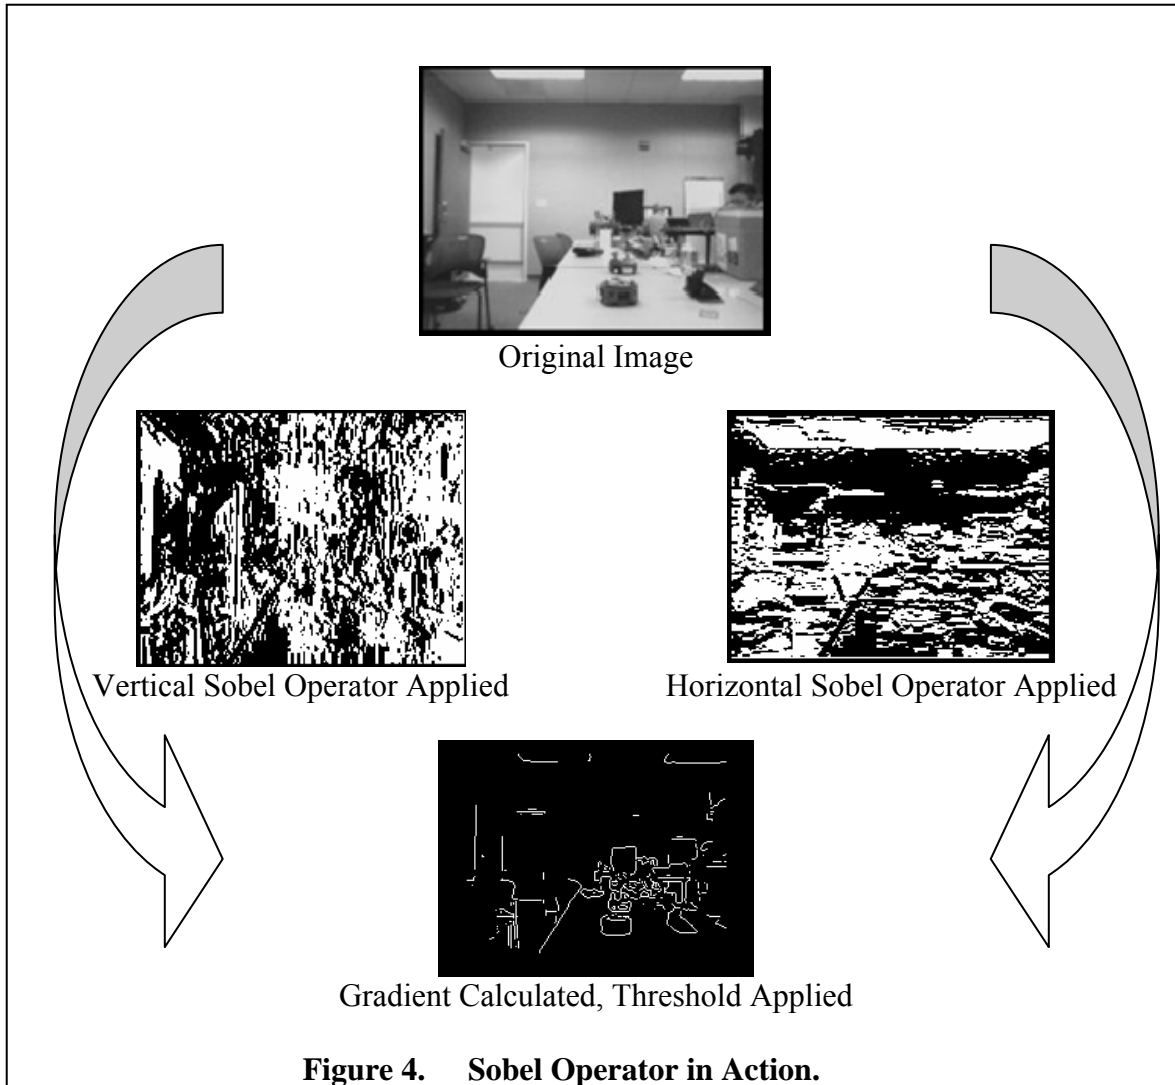 Original Image
Vertical Sobel Operator Applied
Horizontal Sobel Operator Applied
Gradient Calculated, Threshold Applied
Figure 4. Sobel Operator in Action.